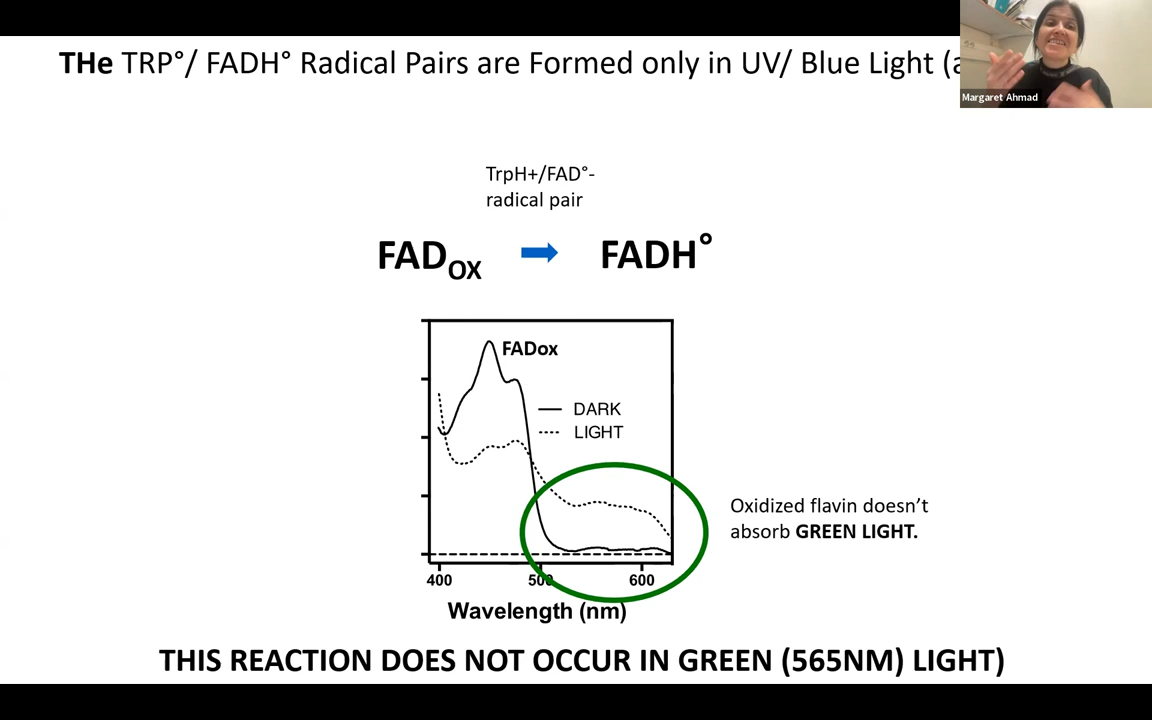 THe TRP°/ FADH° Radical Pairs are Formed only in UV/ Blue Light (a
Margaret Ahmad
TrpH+/FAD°-
radical pair
FADOX FADH°
FADox
DARK
LIGHT
Oxidized flavin doesn’t
absorb GREEN LIGHT.
400 500 600
Wavelength (nm)
THIS REACTION DOES NOT OCCUR IN GREEN (565NM) LIGHT)